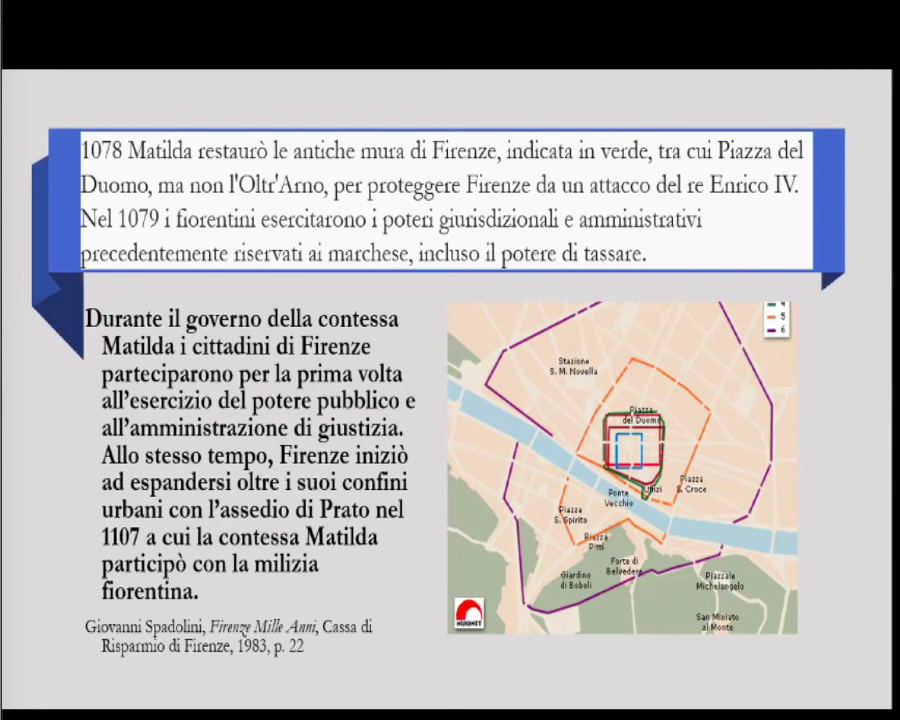 1078 Matilda restaurò le antiche mura di Firenze, indicata in verde, tra cui Piazza del
Duomo, ma non l'Oltr'Arno, per proteggere Firenze da un attacco del re Enrico IV.
Nel 1079 i fiorentini esercitarono i poteri giurisdizionali e amministrativi
precedentemente riservati ai marchese, incluso il potere di tassare.
Durante il governo della contessa
Matilda i cittadini di Firenze
parteciparono per la prima volta
all'esercizio del potere pubblico e
all'amministrazione di giustizia.
Allo stesso tempo, Firenze iniziò
ad espandersi oltre i suoi confini
urbani con l'assedio di Prato nel
1107 a cui la contessa Matilda
participò con la milizia
fiorentina.
Giovanni Spadolini, Firenze Mille Anni, Cassa di
Risparmio di Firenze, 1983, p. 22
4
5
6
Stazione
S. M. Novella
Piazza
del Duomo
Piazza
S. Croce
Uffizi
Ponte
Vecchio
Piazza
S. Spirito
Piazza
Pitti
Forte di
Belvedere
Giardino
di Boboli
Piazzale
Michelangelo
San Miniato
al Monte